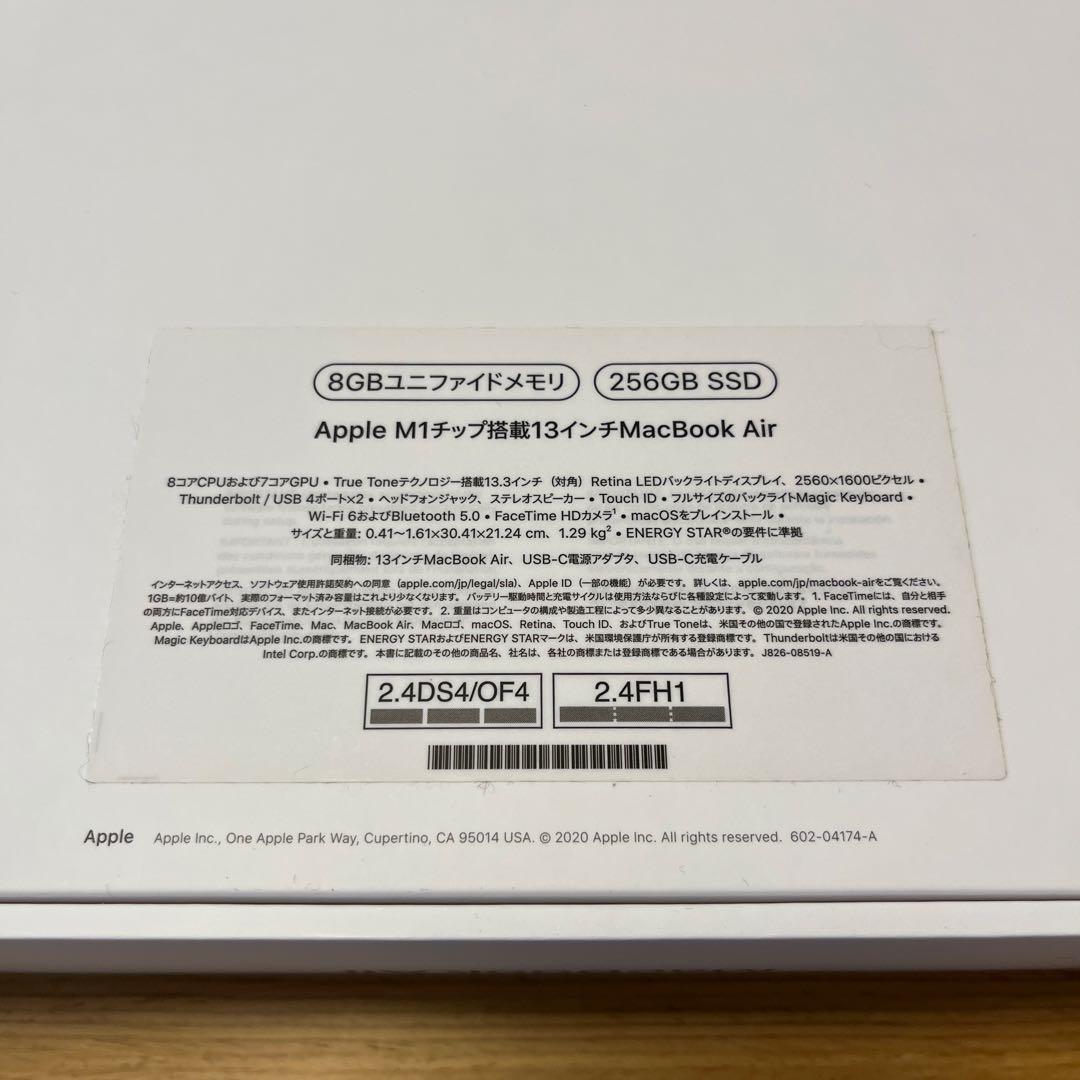 8GBユニファイドメモリ 256GB SSD
Apple M1チップ搭載13インチMacBook Air
8コアCPUおよび7コアGPU • True Toneテクノロジー搭載13.3インチ（対角）Retina LEDバックライトディスプレイ、2560×1600ピクセル •
Thunderbolt / USB 4ポート×2 • ヘッドフォンジャック、ステレオスピーカー • Touch ID • フルサイズのバックライトMagic Keyboard •
Wi-Fi 6およびBluetooth 5.0 • FaceTime HDカメラ¹ • macOSをプレインストール •
サイズと重量: 0.41〜1.61×30.41×21.24 cm、1.29 kg² • ENERGY STAR®の要件に準拠
同梱物: 13インチMacBook Air、USB-C電源アダプタ、USB-C充電ケーブル
インターネットアクセス、ソフトウェア使用許諾契約への同意（apple.com/jp/legal/sla）、Apple ID（一部の機能）が必要です。詳しくは、apple.com/jp/macbook-airをご覧ください。
1GB=約10億バイト、実際のフォーマット済み容量はこれより少なくなります。バッテリー駆動時間と充電サイクルは使用方法ならびに各種設定によって変動します。1. FaceTimeには、自分と相手
の両方にFaceTime対応デバイス、またインターネット接続が必要です。2. 重量はコンピュータの構成や製造工程によって多少異なることがあります。© 2020 Apple Inc. All rights reserved.
Apple、Appleロゴ、FaceTime、Mac、MacBook Air、Macロゴ、macOS、Retina、Touch ID、およびTrue Toneは、米国その他の国で登録されたApple Inc.の商標です。
Magic KeyboardはApple Inc.の商標です。ENERGY STARおよびENERGY STARマークは、米国環境保護庁が所有する登録商標です。Thunderboltは米国その他の国における
Intel Corp.の商標です。本書に記載のその他の商品名、社名は、各社の商標または登録商標である場合があります。J826-08519-A
2.4DS4/OF4 2.4FH1
Apple Apple Inc., One Apple Park Way, Cupertino, CA 95014 USA. © 2020 Apple Inc. All rights reserved. 602-04174-A